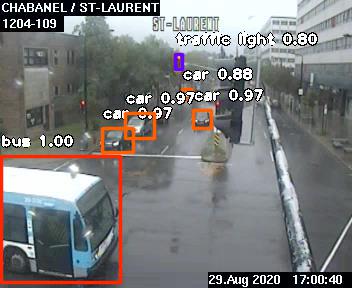 CHABANEL / ST-LAURENT
1204-109
ST-LAURENT
traffic light 0.80
car 0.88
car 0.97
car 0.97
car 0.97
bus 1.00
29.Aug 2020 17:00:40